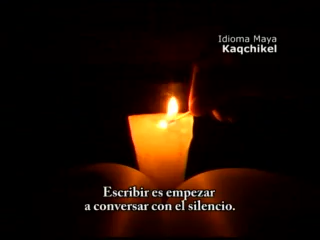 Idioma Maya
Kaqchikel
Escribir es empezar
a conversar con el silencio.